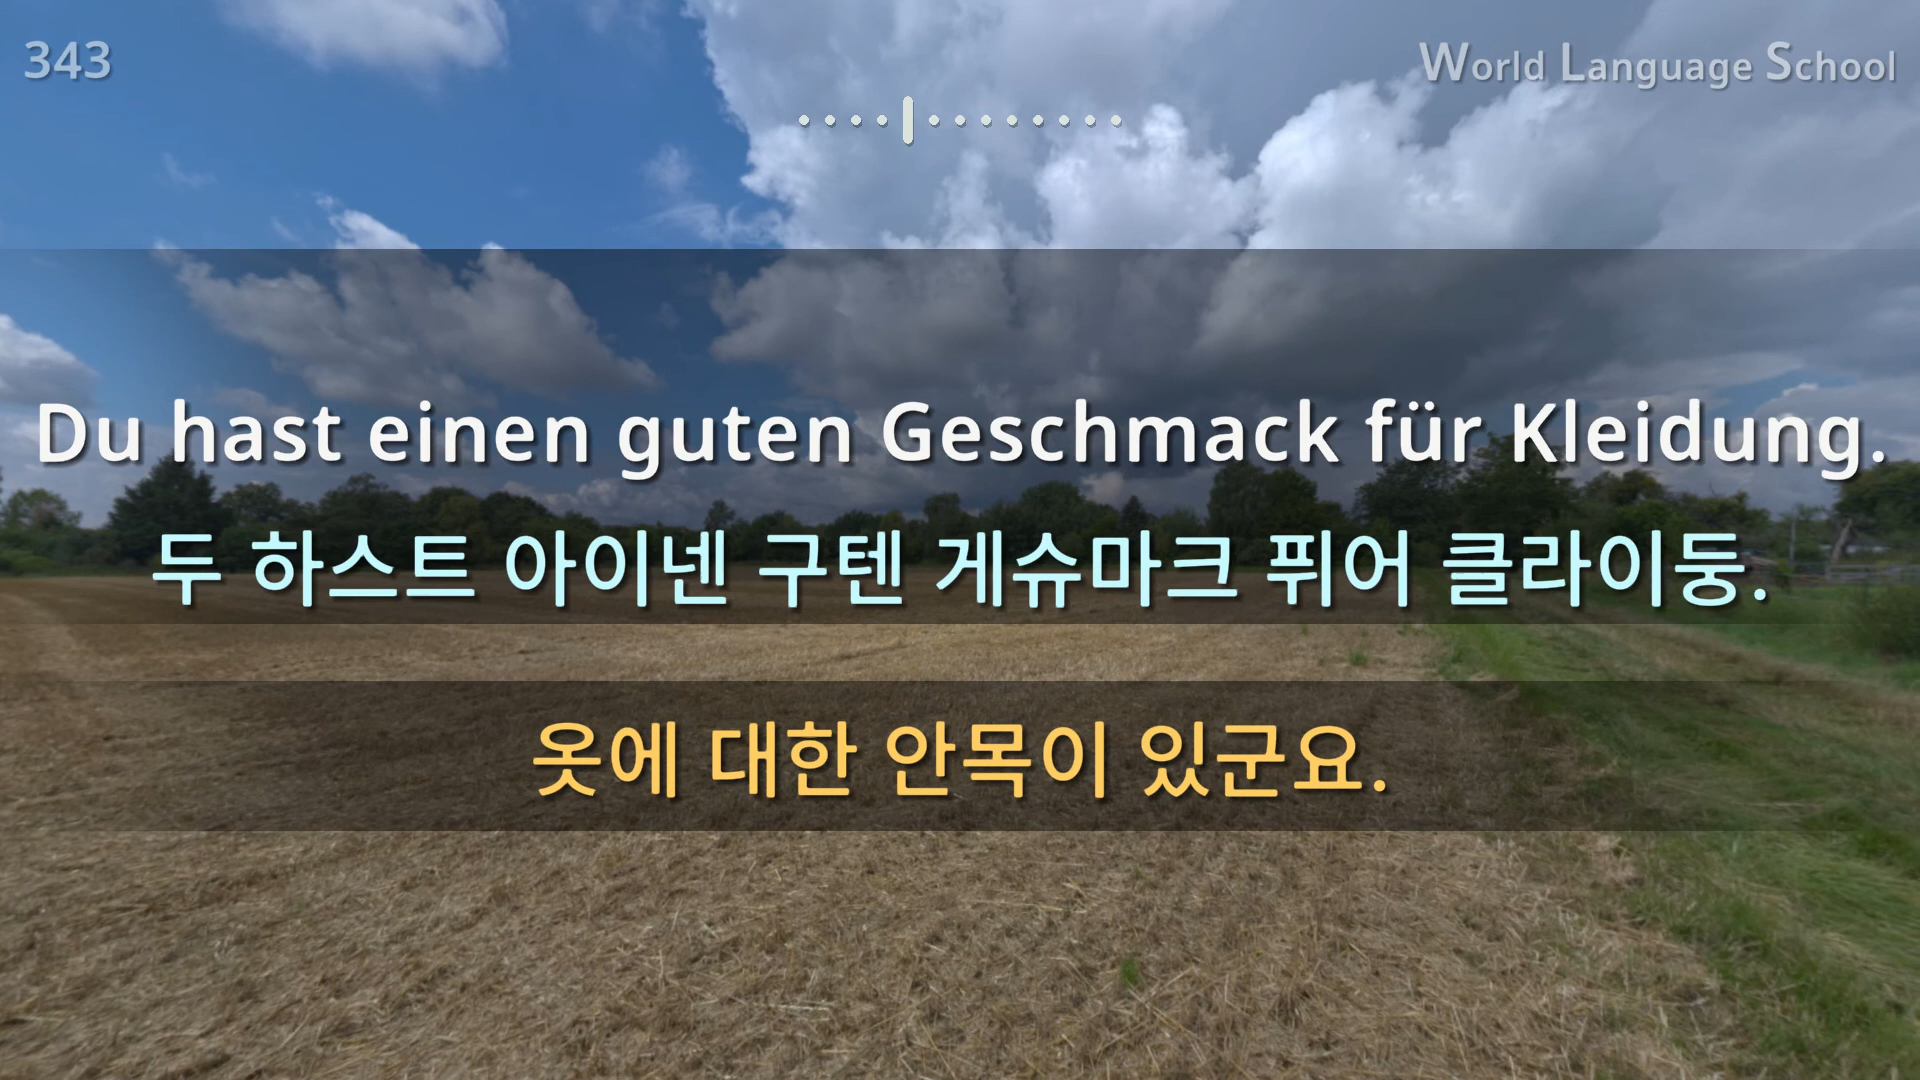 343
World Language School
Du hast einen guten Geschmack für Kleidung.
두 하스트 아이넨 구텐 게슈마크 퓌어 클라이둥.
옷에 대한 안목이 있군요.